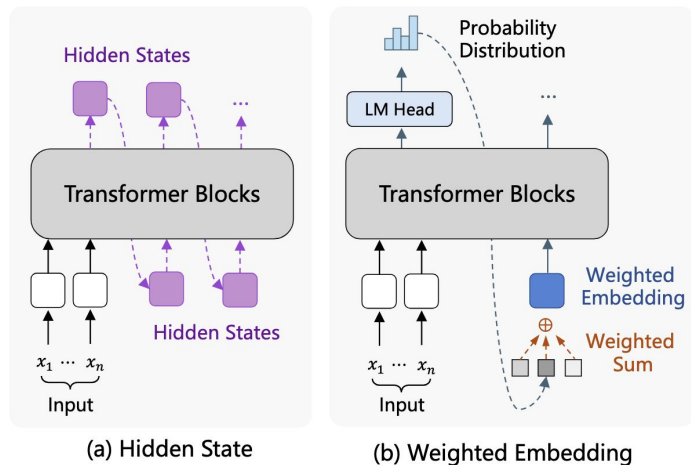 Hidden States
...
Transformer Blocks
Hidden States
x₁ ... xₙ
Input
(a) Hidden State
Probability
Distribution
LM Head
...
Transformer Blocks
Weighted
Embedding
Weighted
Sum
x₁ ... xₙ
Input
(b) Weighted Embedding